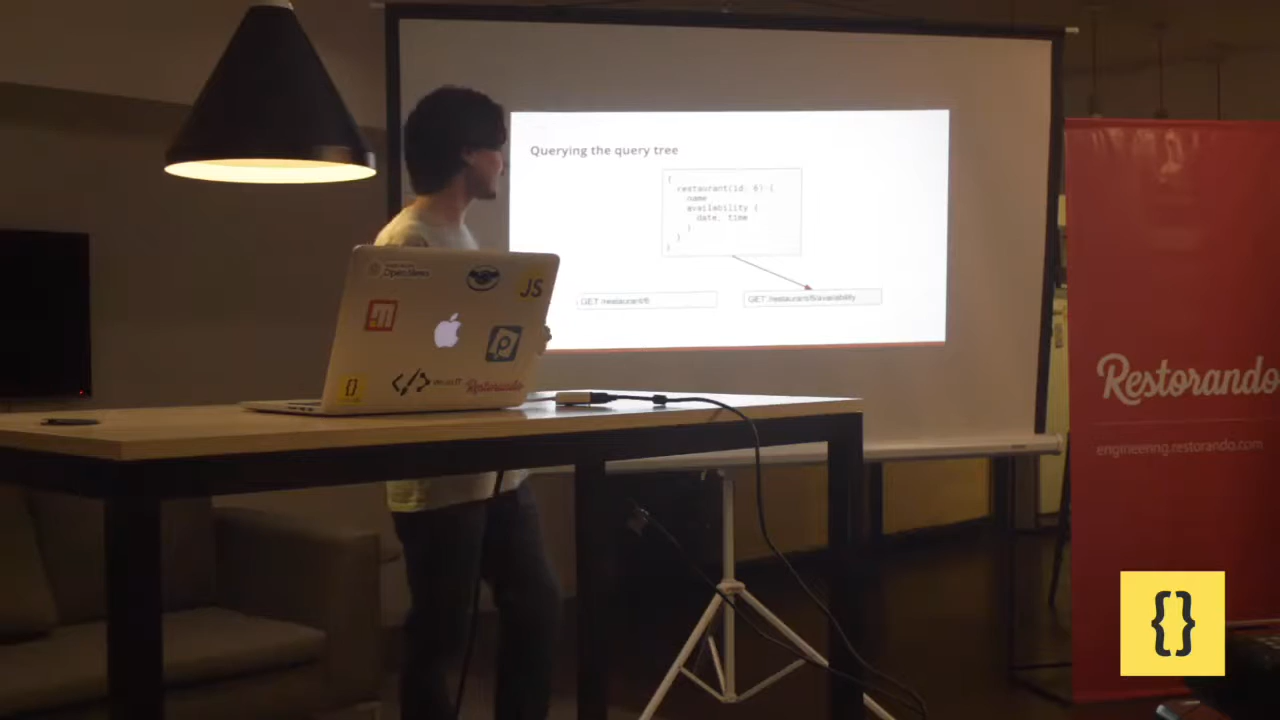 Querying the query tree
{
restaurant(id: 6) {
name
availability {
date, time
}
}
}
GET /restaurant/6
GET /restaurant/6/availability
OpenNews
JS
{}
</>
Restorando
Restorando
engineering.restorando.com
{}